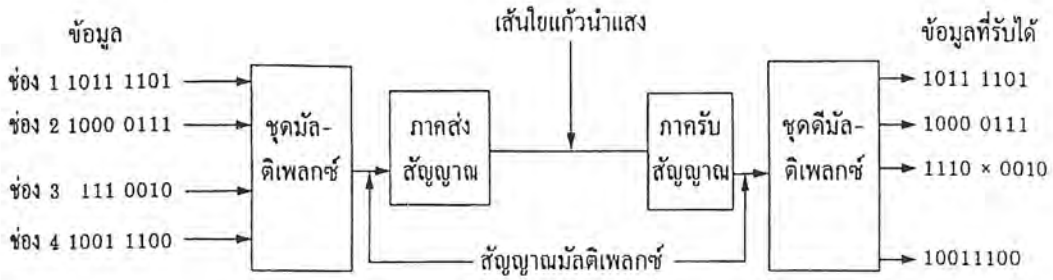 เส้นใยแก้วนำแสง
ข้อมูล
ข้อมูลที่รับได้
ช่อง 1 1011 1101
ช่อง 2 1000 0111
ช่อง 3 111 0010
ช่อง 4 1001 1100
ชุดมัล-
ติเพลกซ์
ภาคส่ง
สัญญาณ
ภาครับ
สัญญาณ
ชุดดีมัล-
ติเพลกซ์
1011 1101
1000 0111
1110 × 0010
10011100
สัญญาณมัลติเพลกซ์